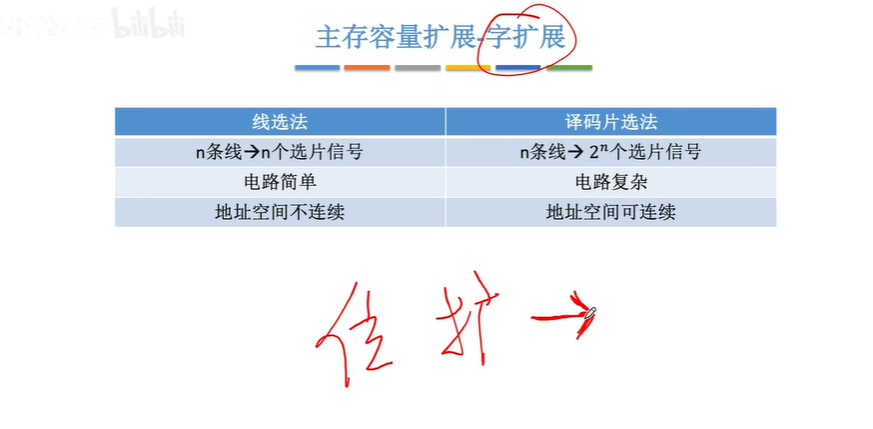 bilibili
主存容量扩展-字扩展
线选法 译码片选法
n条线→n个选片信号 n条线→ 2ⁿ个选片信号
电路简单 电路复杂
地址空间不连续 地址空间可连续
位扩→